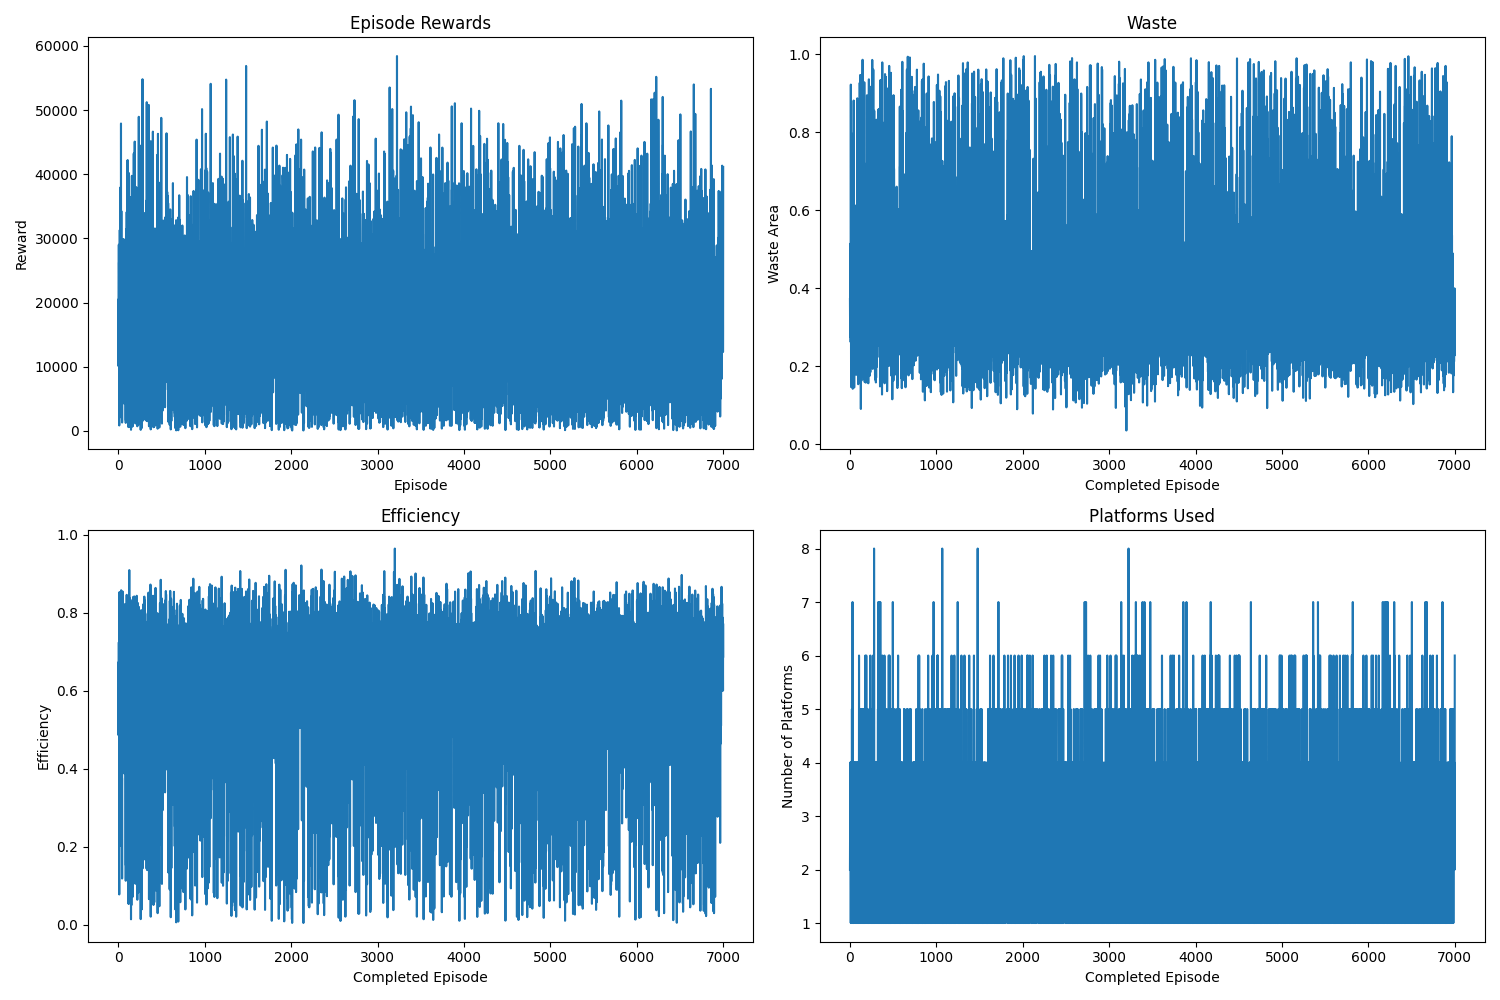 Episode Rewards
60000
50000
40000
30000
20000
10000
0
Reward
0 1000 2000 3000 4000 5000 6000 7000
Episode
Waste
1.0
0.8
0.6
0.4
0.2
0.0
Waste Area
0 1000 2000 3000 4000 5000 6000 7000
Completed Episode
Efficiency
1.0
0.8
0.6
0.4
0.2
0.0
Efficiency
0 1000 2000 3000 4000 5000 6000 7000
Completed Episode
Platforms Used
8
7
6
5
4
3
2
1
Number of Platforms
0 1000 2000 3000 4000 5000 6000 7000
Completed Episode